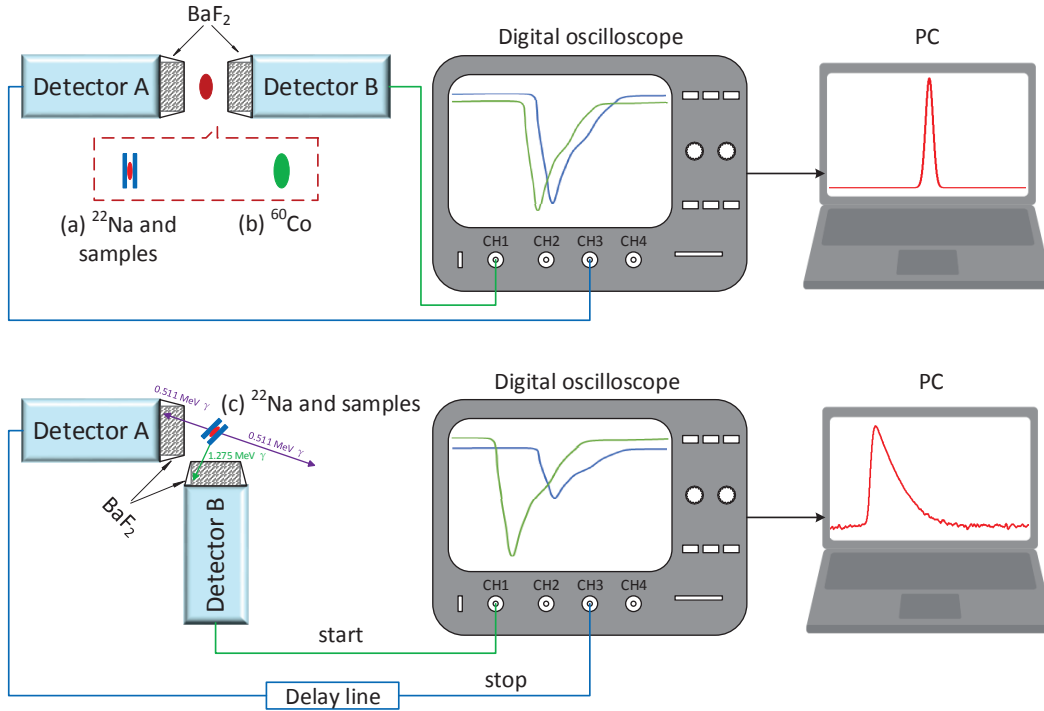 BaF₂
Digital oscilloscope
PC
Detector A
Detector B
(a) ²²Na and
samples
(b) ⁶⁰Co
CH1 CH2 CH3 CH4
Digital oscilloscope
PC
0.511 MeV γ
(c) ²²Na and samples
Detector A
0.511 MeV γ
1.275 MeV γ
BaF₂
Detector B
CH1 CH2 CH3 CH4
start
stop
Delay line